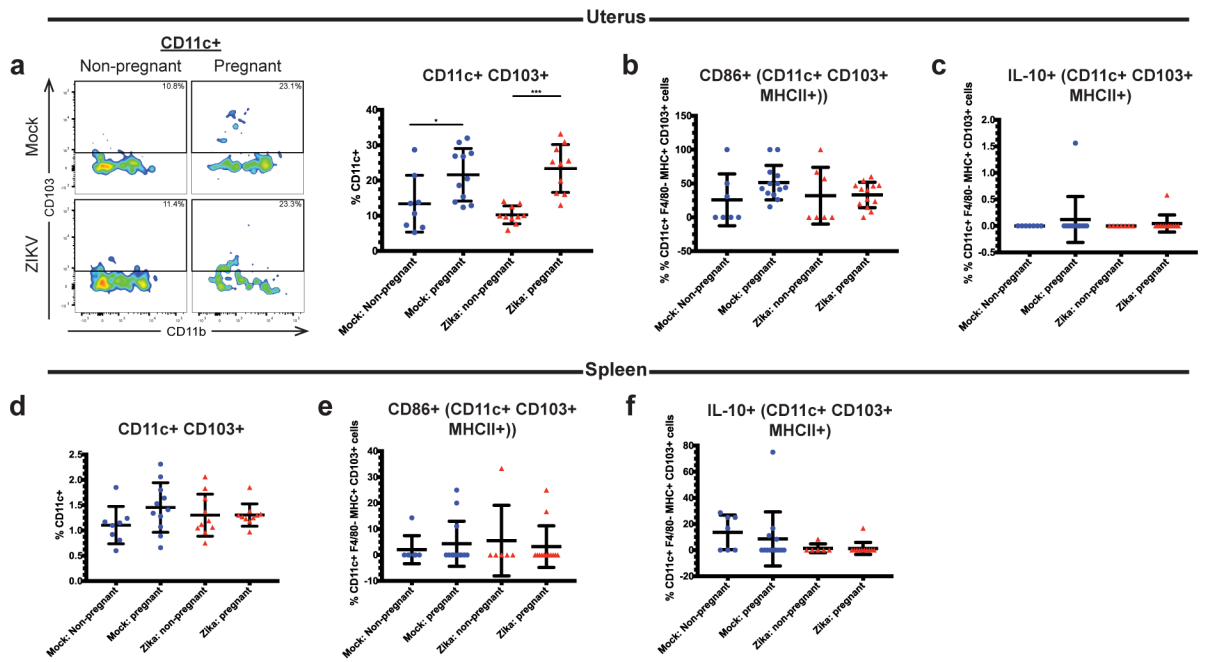 Uterus
a
CD11c+
Non-pregnant
Pregnant
Mock
ZIKV
CD103
10.8%
23.1%
11.4%
23.3%
CD11b
CD11c+ CD103+
% CD11c+
40
30
20
10
0
*
***
Mock: Non-pregnant
Mock: pregnant
Zika: non-pregnant
Zika: pregnant
b
CD86+ (CD11c+ CD103+
MHCII+))
% % CD11c+ F4/80- MHC+ CD103+ cells
150
100
50
0
-50
Mock: Non-pregnant
Mock: pregnant
Zika: non-pregnant
Zika: pregnant
c
IL-10+ (CD11c+ CD103+
MHCII+)
% % CD11c+ F4/80- MHC+ CD103+ cells
2.0
1.5
1.0
0.5
0.0
-0.5
Mock: Non-pregnant
Mock: pregnant
Zika: non-pregnant
Zika: pregnant
Spleen
d
CD11c+ CD103+
% CD11c+
2.5
2.0
1.5
1.0
0.5
0.0
Mock: Non-pregnant
Mock: pregnant
Zika: non-pregnant
Zika: pregnant
e
CD86+ (CD11c+ CD103+
MHCII+))
% CD11c+ F4/80- MHC+ CD103+ cells
40
30
20
10
0
-10
Mock: Non-pregnant
Mock: pregnant
Zika: non-pregnant
Zika: pregnant
f
IL-10+ (CD11c+ CD103+
MHCII+)
% CD11c+ F4/80- MHC+ CD103+ cells
80
60
40
20
0
-20
Mock: Non-pregnant
Mock: pregnant
Zika: non-pregnant
Zika: pregnant